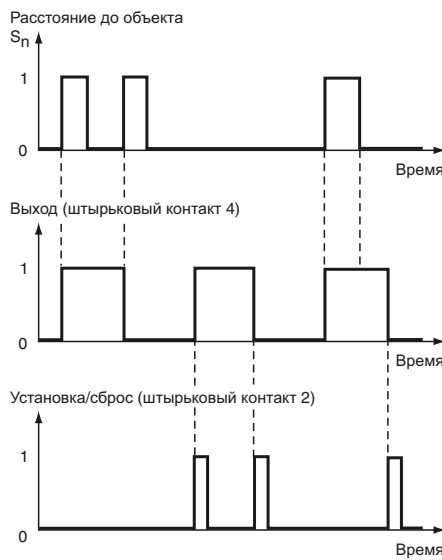 Расстояние до объекта
Sn
1
0
Время
Выход (штырьковый контакт 4)
1
0
Время
Установка/сброс (штырьковый контакт 2)
1
0
Время